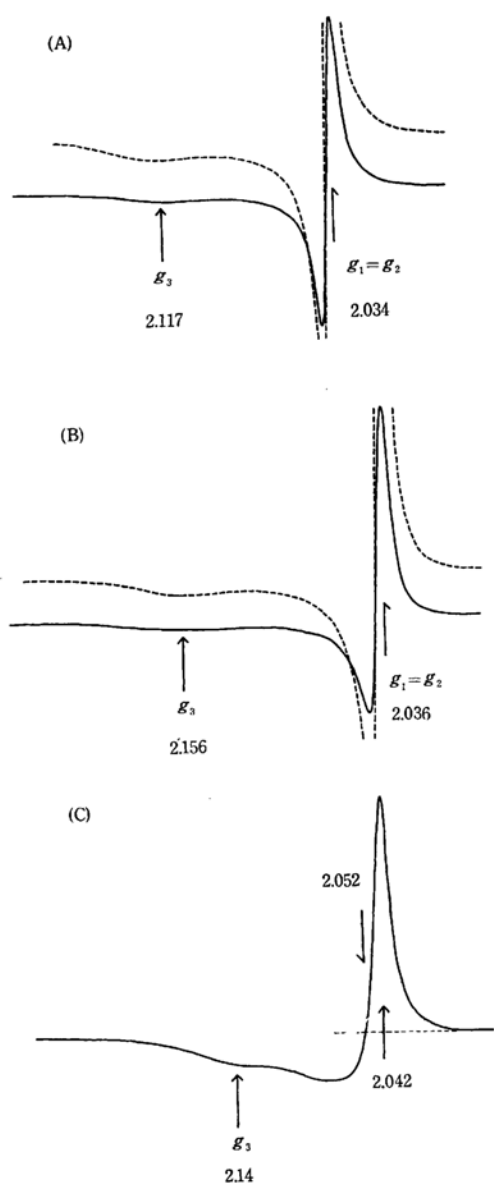 (A)
g₃
2.117
g₁=g₂
2.034
(B)
g₃
2.156
g₁=g₂
2.036
(C)
2.052
2.042
g₃
2.14